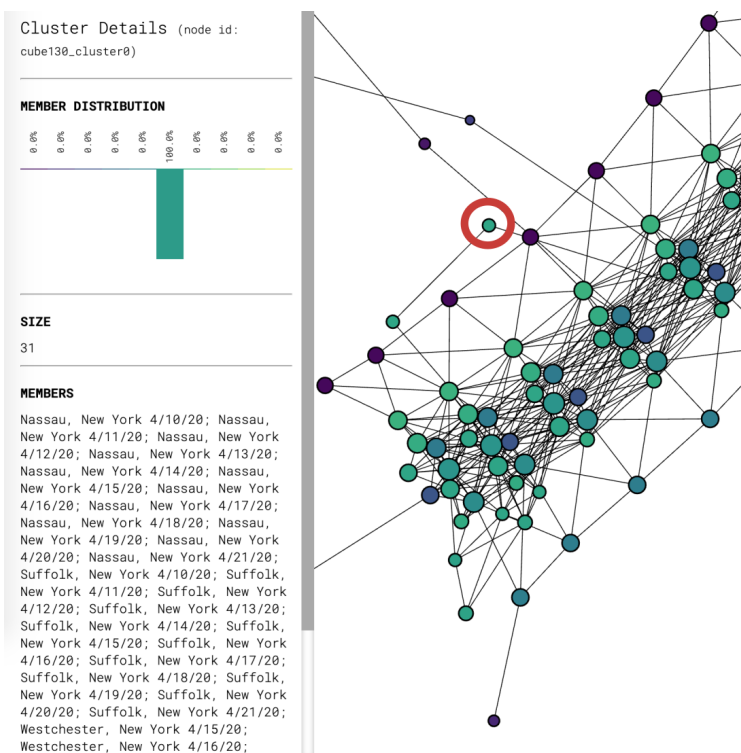 Cluster Details (node id:
cube130_cluster0)
MEMBER DISTRIBUTION
0.0% 0.0% 0.0% 0.0% 0.0% 100.0% 0.0% 0.0% 0.0% 0.0%
SIZE
31
MEMBERS
Nassau, New York 4/10/20; Nassau,
New York 4/11/20; Nassau, New York
4/12/20; Nassau, New York 4/13/20;
Nassau, New York 4/14/20; Nassau,
New York 4/15/20; Nassau, New York
4/16/20; Nassau, New York 4/17/20;
Nassau, New York 4/18/20; Nassau,
New York 4/19/20; Nassau, New York
4/20/20; Nassau, New York 4/21/20;
Suffolk, New York 4/10/20; Suffolk,
New York 4/11/20; Suffolk, New York
4/12/20; Suffolk, New York 4/13/20;
Suffolk, New York 4/14/20; Suffolk,
New York 4/15/20; Suffolk, New York
4/16/20; Suffolk, New York 4/17/20;
Suffolk, New York 4/18/20; Suffolk,
New York 4/19/20; Suffolk, New York
4/20/20; Suffolk, New York 4/21/20;
Westchester, New York 4/15/20;
Westchester, New York 4/16/20;